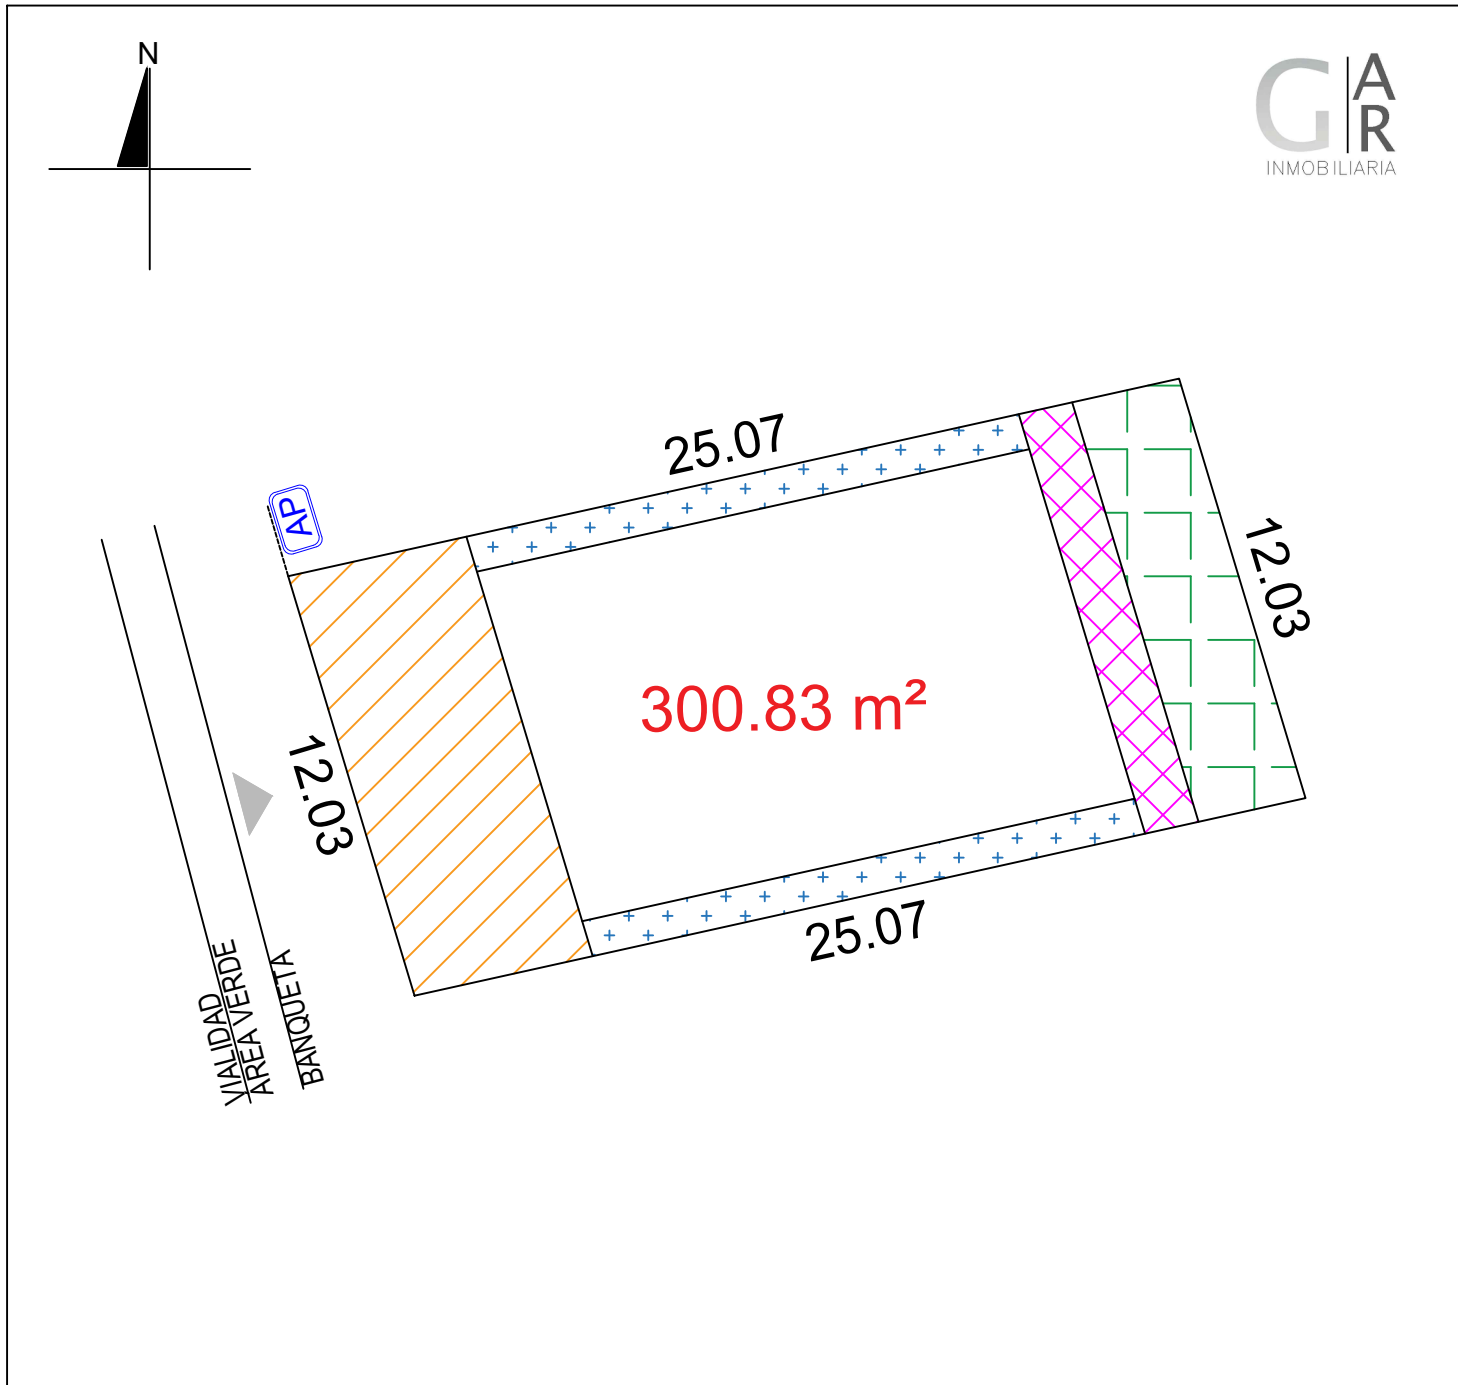 N
G|A
R
INMOBILIARIA
25.07
AP
12.03
300.83 m²
12.03
25.07
VIALIDAD
AREA VERDE
BANQUETA